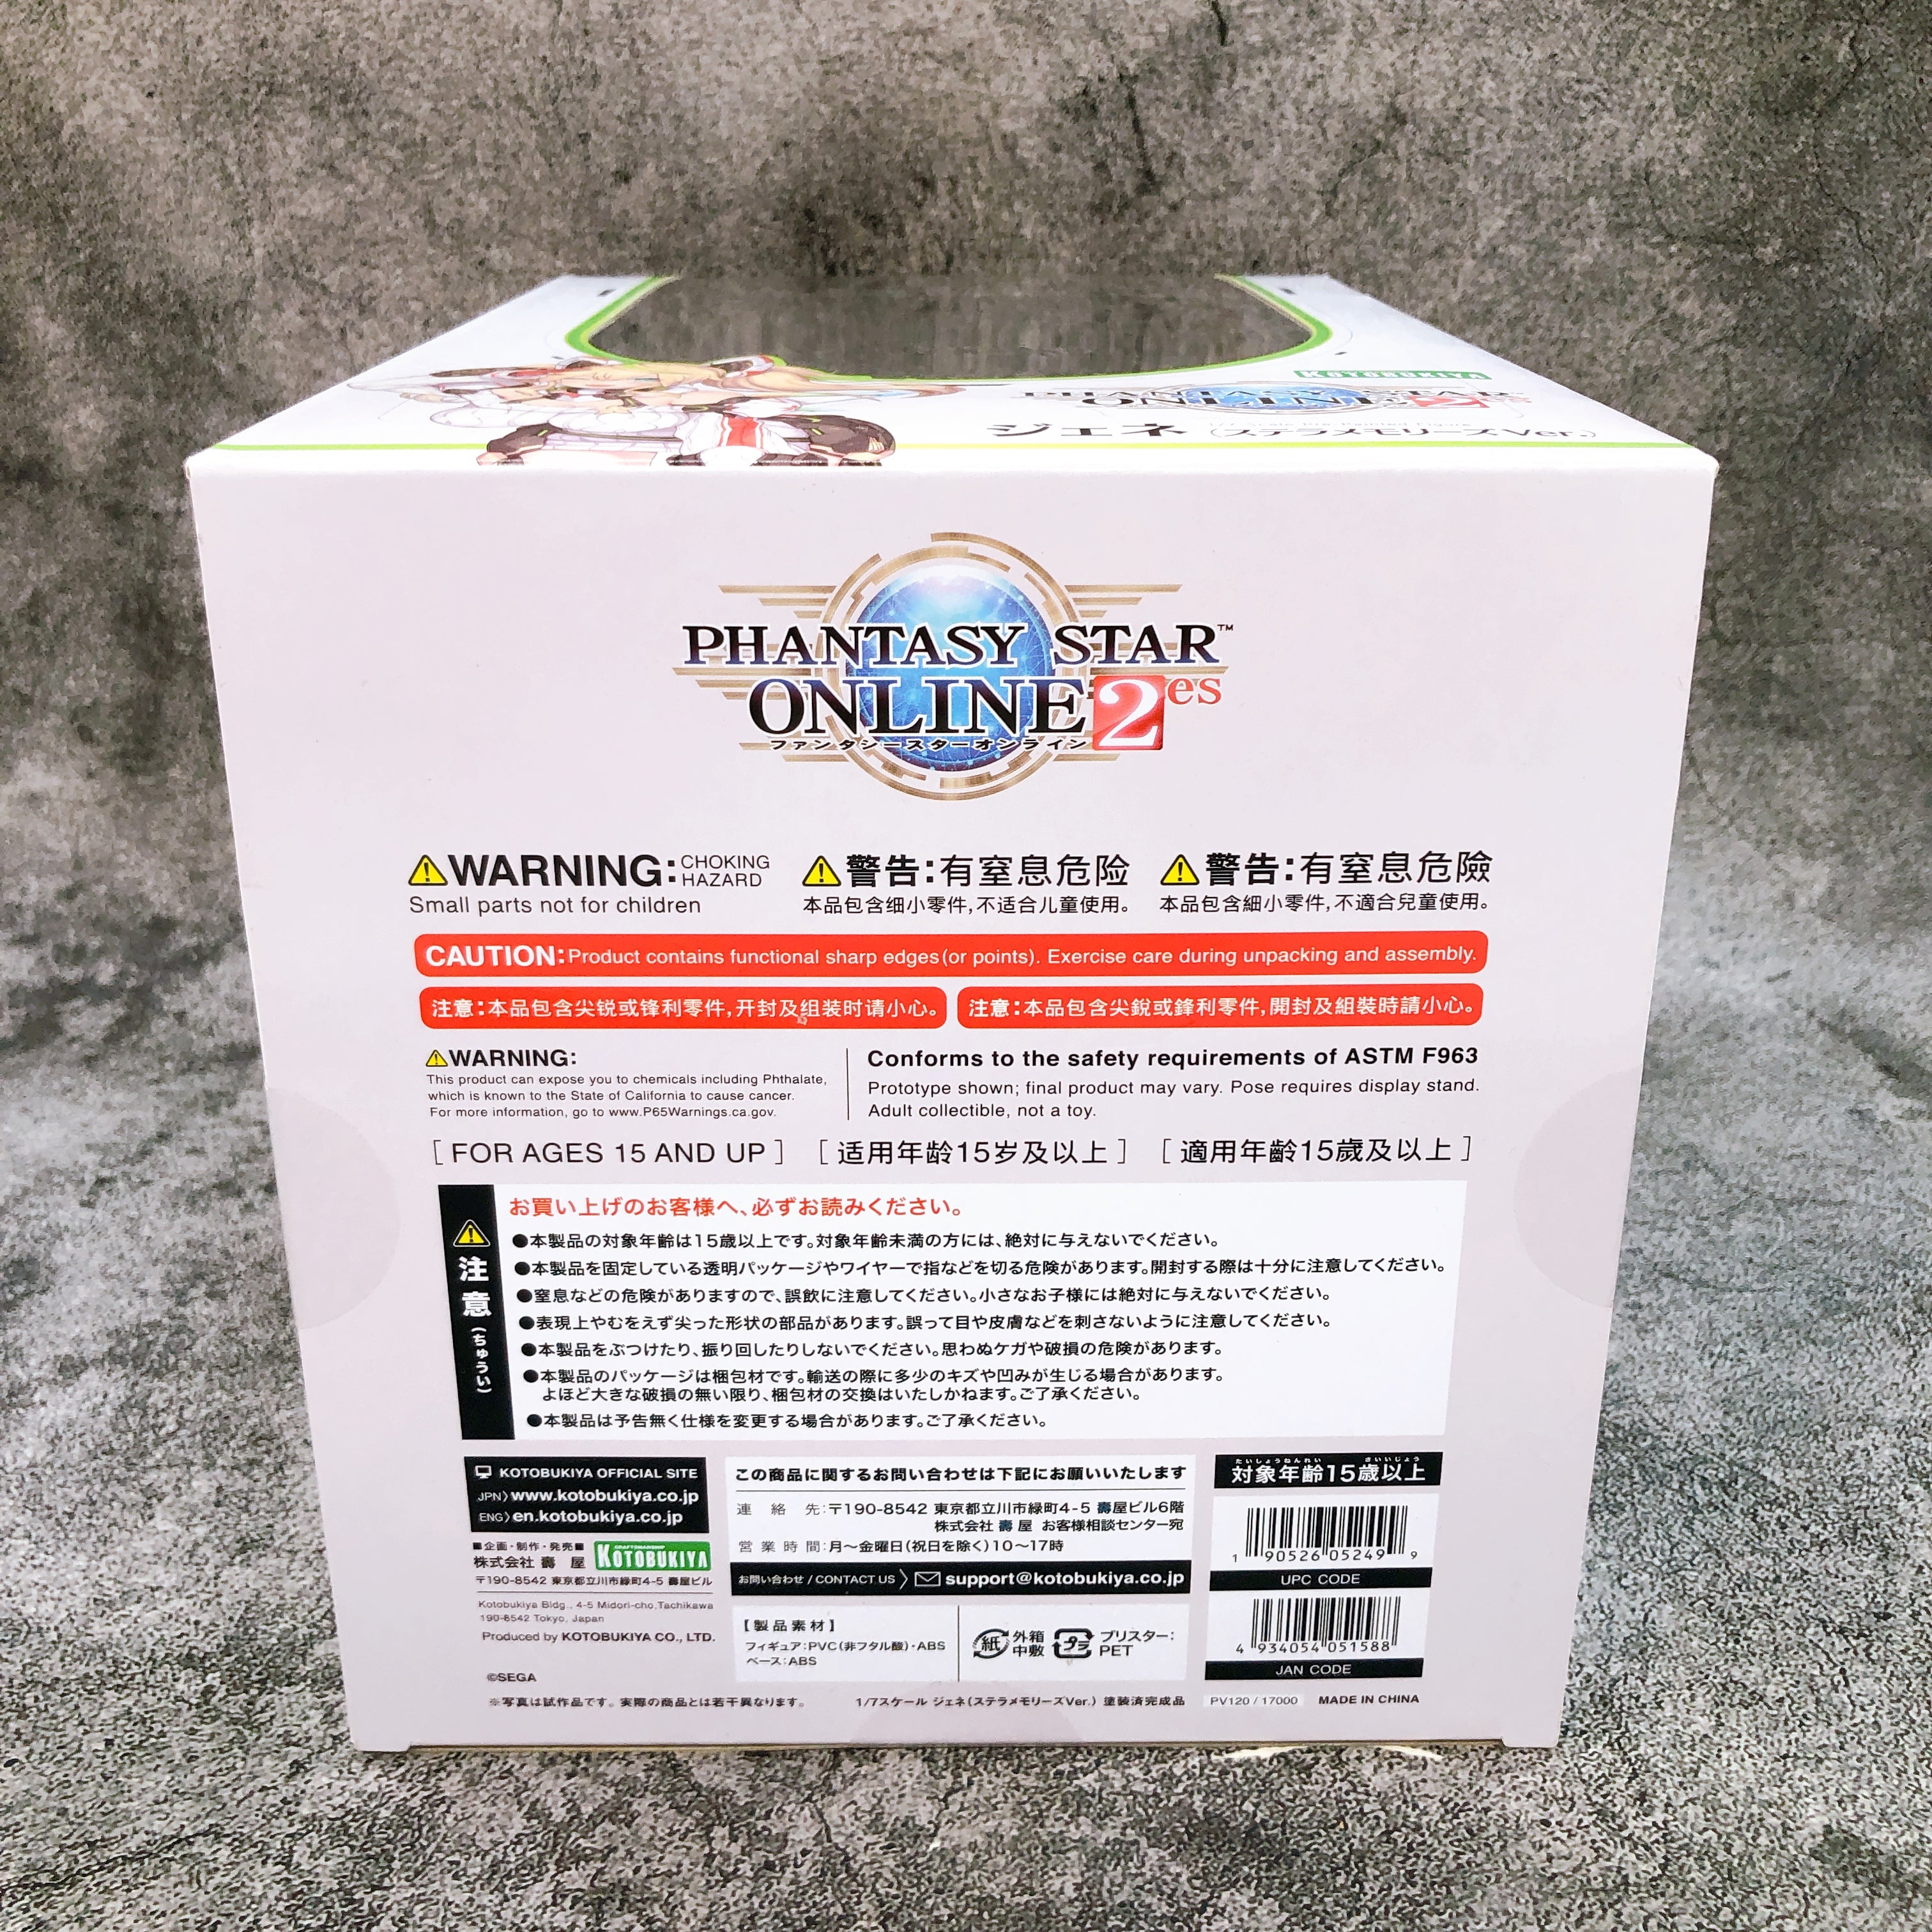 KOTOBUKIYA
PHANTASY STAR
ONLINE 2 es
ジェネ (ステラメモリーズVer.)
PHANTASY STAR™
ONLINE 2 es
ファンタシースターオンライン
WARNING: CHOKING HAZARD
Small parts not for children
警告:有窒息危险
本品包含细小零件,不适合儿童使用。
警告:有窒息危險
本品包含細小零件,不適合兒童使用。
CAUTION: Product contains functional sharp edges (or points). Exercise care during unpacking and assembly.
注意:本品包含尖锐或锋利零件,开封及组装时请小心。
注意:本品包含尖銳或鋒利零件,開封及組裝時請小心。
WARNING:
This product can expose you to chemicals including Phthalate,
which is known to the State of California to cause cancer.
For more information, go to www.P65Warnings.ca.gov.
Conforms to the safety requirements of ASTM F963
Prototype shown; final product may vary. Pose requires display stand.
Adult collectible, not a toy.
[ FOR AGES 15 AND UP ] [ 适用年龄15岁及以上 ] [ 適用年齡15歲及以上 ]
注意(ちゅうい)
お買い上げのお客様へ、必ずお読みください。
●本製品の対象年齢は15歳以上です。対象年齢未満の方には、絶対に与えないでください。
●本製品を固定している透明パッケージやワイヤーで指などを切る危険があります。開封する際は十分に注意してください。
●窒息などの危険がありますので、誤飲に注意してください。小さなお子様には絶対に与えないでください。
●表現上やむをえず尖った形状の部品があります。誤って目や皮膚などを刺さないように注意してください。
●本製品をぶつけたり、振り回したりしないでください。思わぬケガや破損の危険があります。
●本製品のパッケージは梱包材です。輸送の際に多少のキズや凹みが生じる場合があります。
よほど大きな破損の無い限り、梱包材の交換はいたしかねます。ご了承ください。
●本製品は予告無く仕様を変更する場合があります。ご了承ください。
KOTOBUKIYA OFFICIAL SITE
JPN〉www.kotobukiya.co.jp
ENG〉en.kotobukiya.co.jp
■企画・制作・発売■
株式会社 壽 屋
CRAFTSMANSHIP
KOTOBUKIYA
〒190-8542 東京都立川市緑町4-5 壽屋ビル
Kotobukiya Bldg., 4-5 Midori-cho,Tachikawa
190-8542 Tokyo, Japan
Produced by KOTOBUKIYA CO., LTD.
©SEGA
この商品に関するお問い合わせは下記にお願いいたします
連 絡 先:〒190-8542 東京都立川市緑町4-5 壽屋ビル6階
株式会社 壽 屋 お客様相談センター宛
営 業 時 間:月〜金曜日(祝日を除く)10〜17時
お問い合わせ / CONTACT US 〉 support@kotobukiya.co.jp
【製品素材】
フィギュア:PVC(非フタル酸)・ABS
ベース:ABS
紙 外箱
中敷
プラ ブリスター:
PET
たいしょうねんれい さいいじょう
対象年齢15歳以上
1 90526 05249 9
UPC CODE
4 934054 051588
JAN CODE
※写真は試作品です。実際の商品とは若干異なります。
1/7スケール ジェネ(ステラメモリーズVer.) 塗装済完成品
PV120 / 17000
MADE IN CHINA